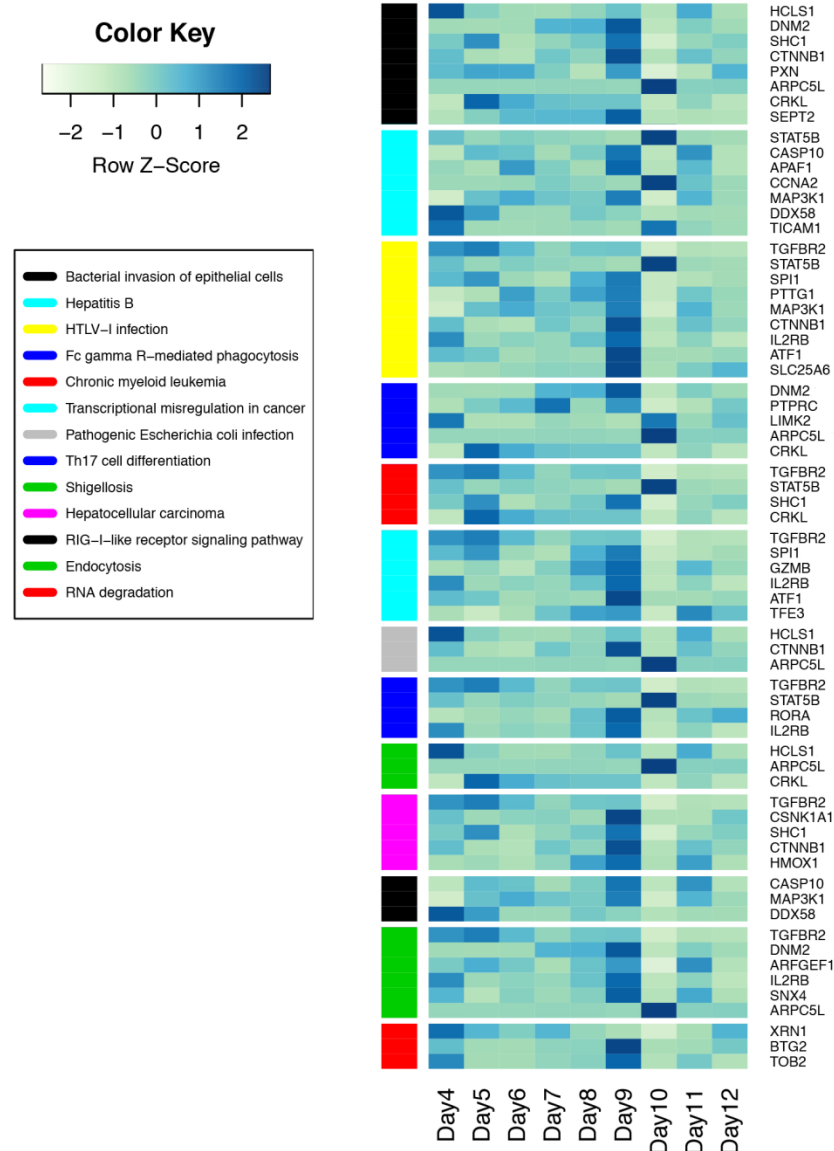 Color Key
−2 −1 0 1 2
Row Z−Score
Bacterial invasion of epithelial cells
Hepatitis B
HTLV−I infection
Fc gamma R−mediated phagocytosis
Chronic myeloid leukemia
Transcriptional misregulation in cancer
Pathogenic Escherichia coli infection
Th17 cell differentiation
Shigellosis
Hepatocellular carcinoma
RIG−I−like receptor signaling pathway
Endocytosis
RNA degradation
HCLS1
DNM2
SHC1
CTNNB1
PXN
ARPC5L
CRKL
SEPT2
STAT5B
CASP10
APAF1
CCNA2
MAP3K1
DDX58
TICAM1
TGFBR2
STAT5B
SPI1
PTTG1
MAP3K1
CTNNB1
IL2RB
ATF1
SLC25A6
DNM2
PTPRC
LIMK2
ARPC5L
CRKL
TGFBR2
STAT5B
SHC1
CRKL
TGFBR2
SPI1
GZMB
IL2RB
ATF1
TFE3
HCLS1
CTNNB1
ARPC5L
TGFBR2
STAT5B
RORA
IL2RB
HCLS1
ARPC5L
CRKL
TGFBR2
CSNK1A1
SHC1
CTNNB1
HMOX1
CASP10
MAP3K1
DDX58
TGFBR2
DNM2
ARFGEF1
IL2RB
SNX4
ARPC5L
XRN1
BTG2
TOB2
Day4
Day5
Day6
Day7
Day8
Day9
Day10
Day11
Day12